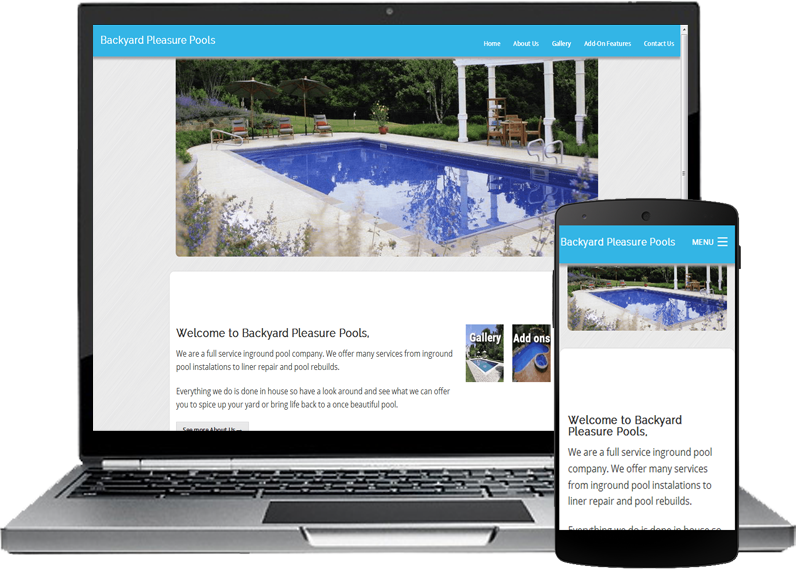 Backyard Pleasure Pools
Home About Us Gallery Add-On Features Contact Us
Welcome to Backyard Pleasure Pools,
We are a full service inground pool company. We offer many services from inground
pool instalations to liner repair and pool rebuilds.
Everything we do is done in house so have a look around and see what we can offer
you to spice up your yard or bring life back to a once beautiful pool.
See more About Us →
Gallery
Add ons
Backyard Pleasure Pools MENU
Welcome to Backyard
Pleasure Pools,
We are a full service inground pool
company. We offer many services
from inground pool instalations to
liner repair and pool rebuilds.
Everything we do is done in house so